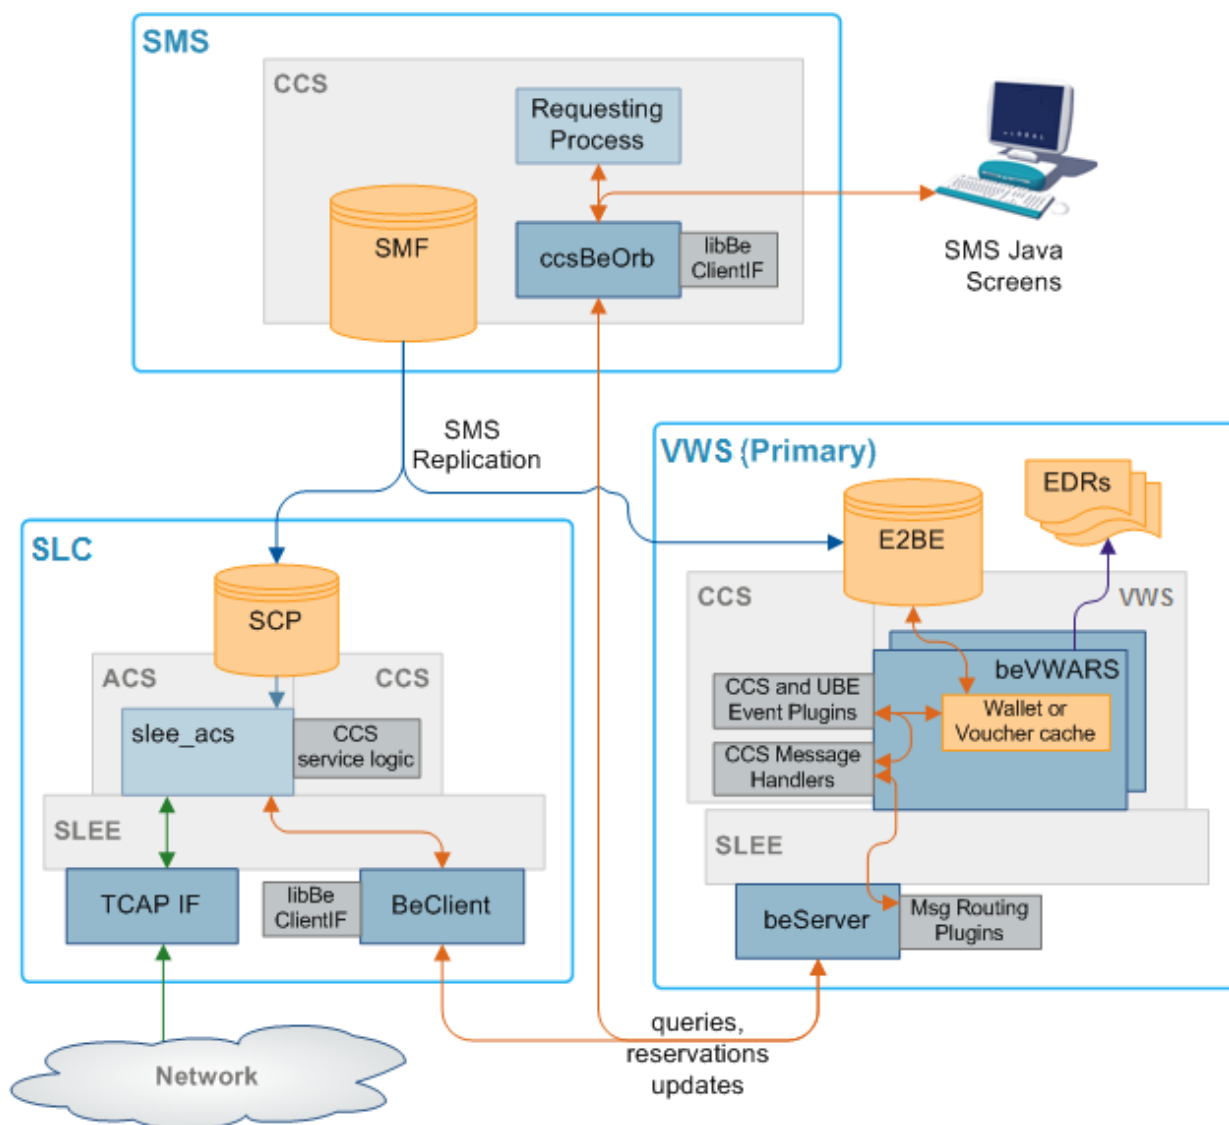 SMS
CCS
Requesting
Process
SMF
ccsBeOrb
libBe
ClientIF
SMS Java
Screens
SMS
Replication
VWS (Primary)
EDRs
E2BE
CCS
VWS
beVWARS
CCS and UBE
Event Plugins
Wallet or
Voucher cache
CCS Message
Handlers
SLEE
beServer
Msg Routing
Plugins
SLC
SCP
ACS
CCS
slee_acs
CCS
service logic
SLEE
TCAP IF
libBe
ClientIF
BeClient
queries,
reservations
updates
Network